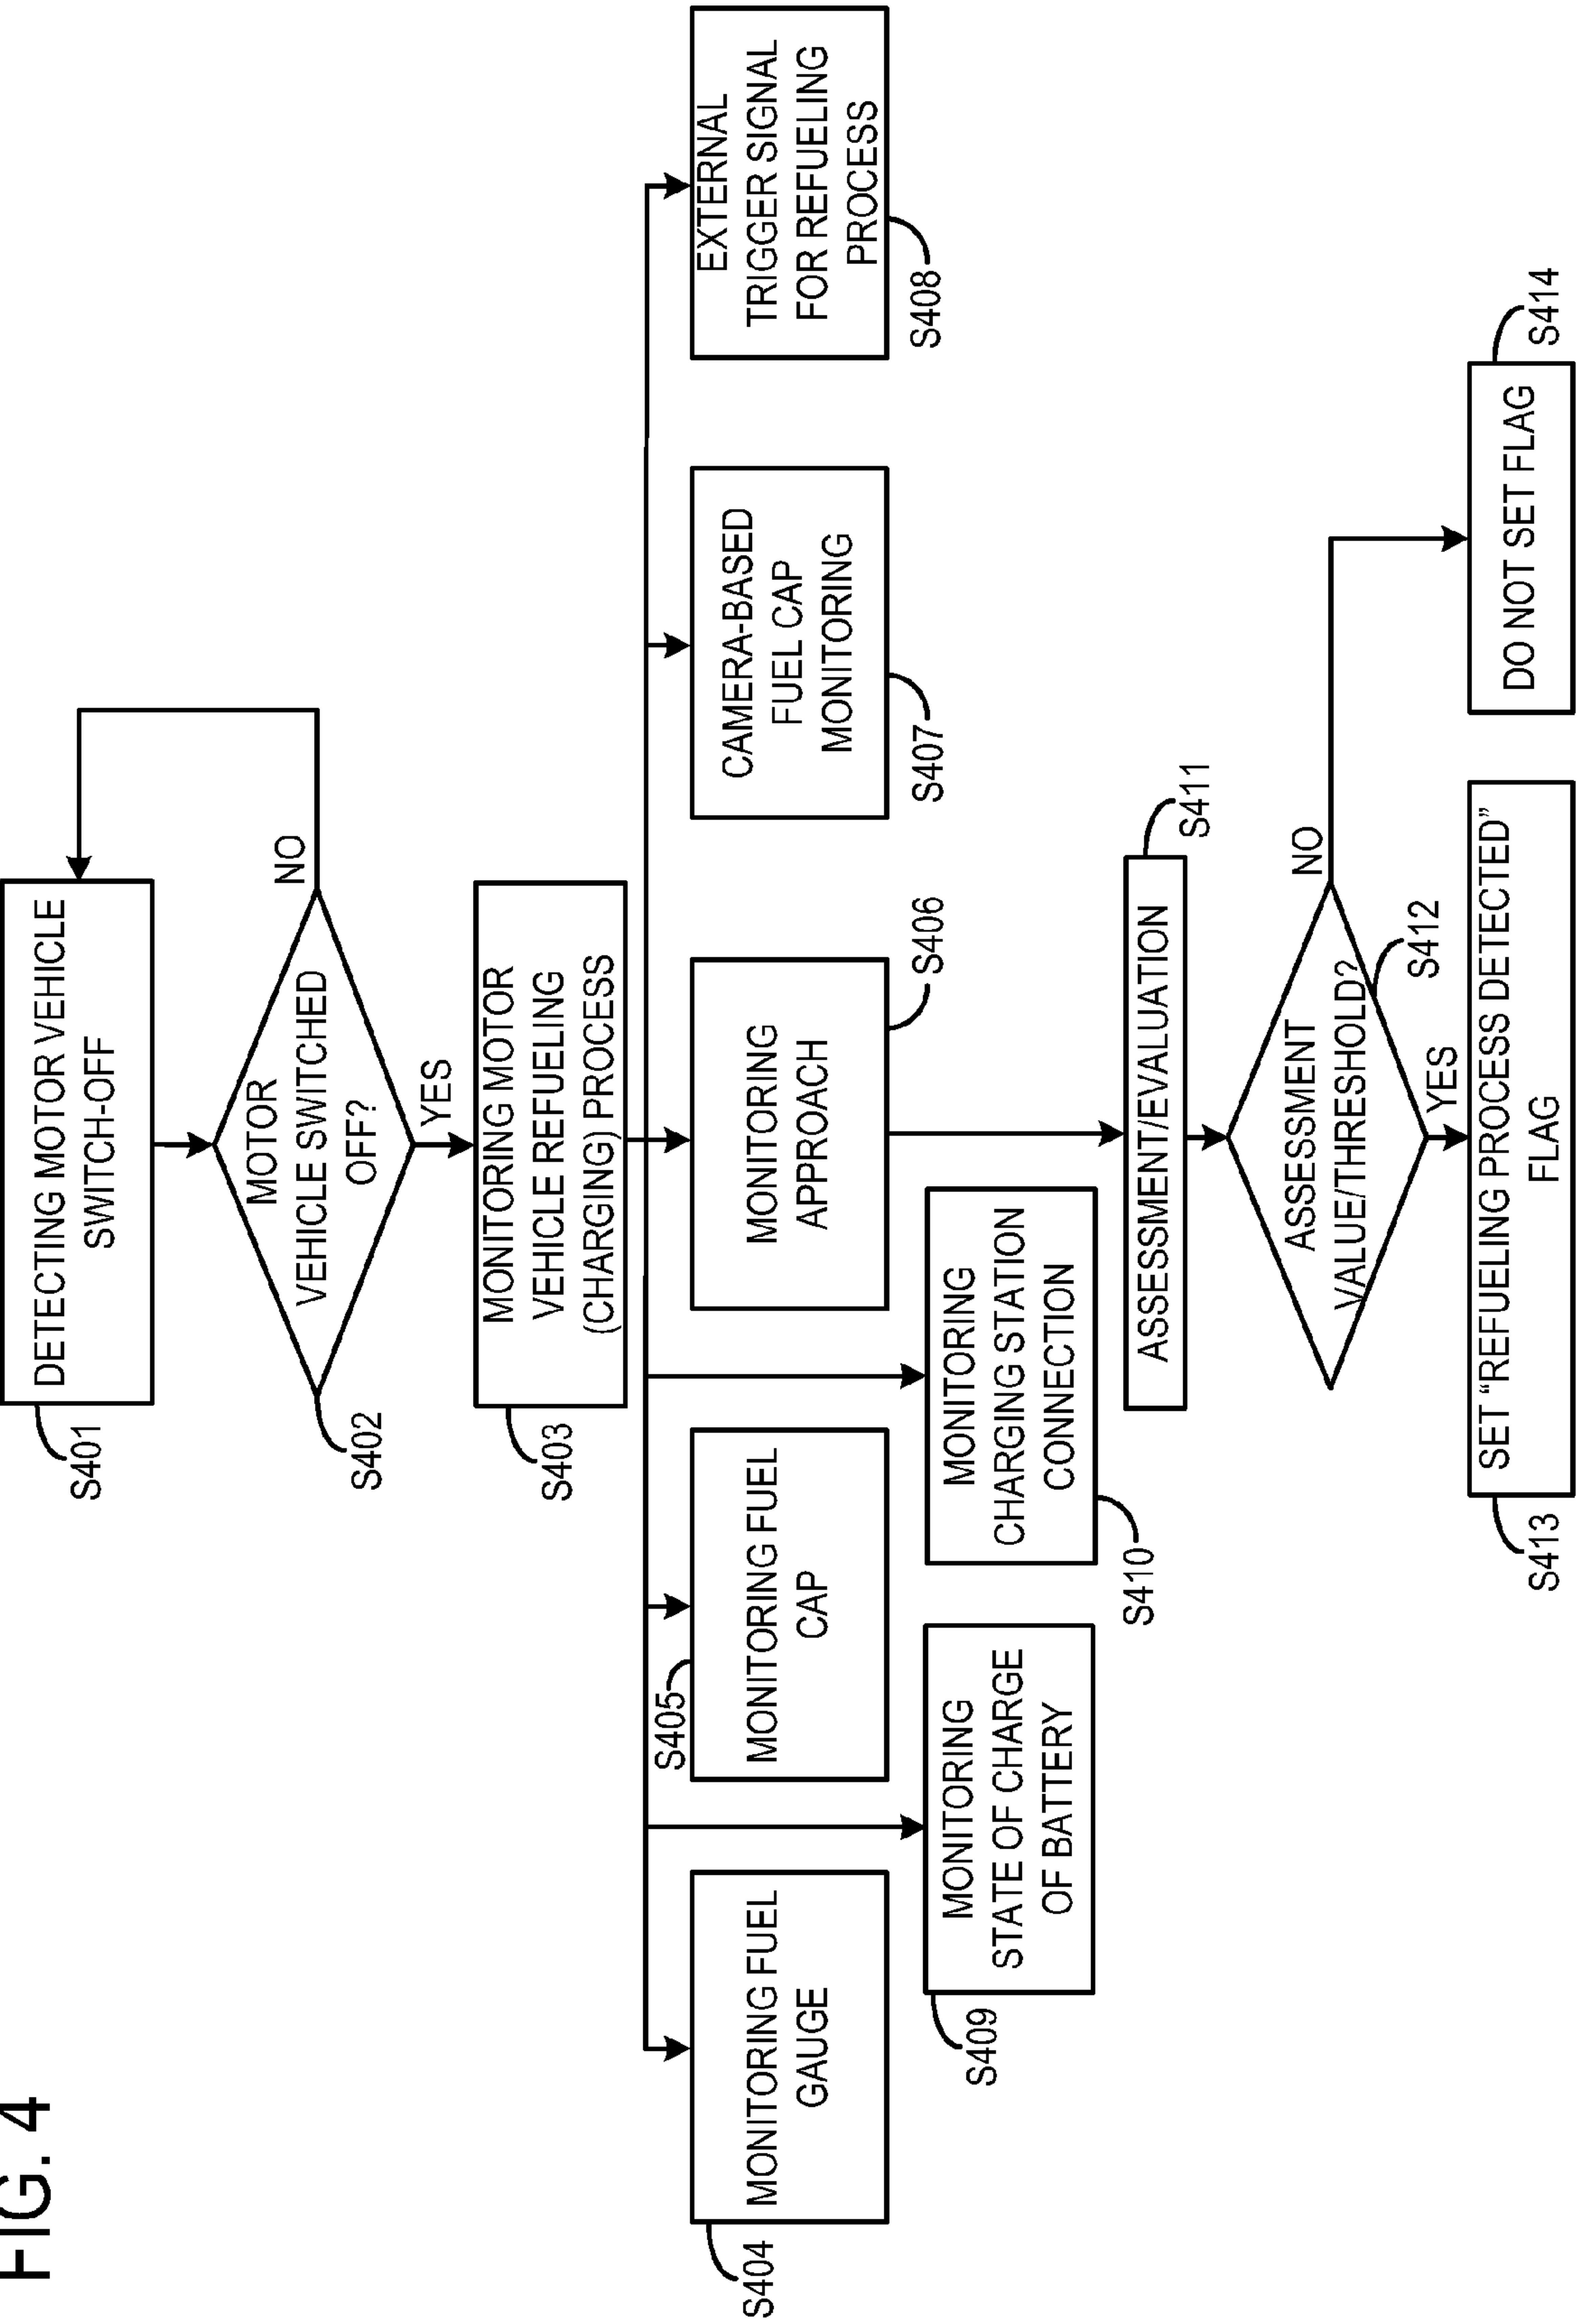 FIG. 4
S401
DETECTING MOTOR VEHICLE
SWITCH-OFF
S402
MOTOR
VEHICLE SWITCHED
OFF?
NO
YES
S403
MONITORING MOTOR
VEHICLE REFUELING
(CHARGING) PROCESS
S404
MONITORING FUEL
GAUGE
S405
MONITORING FUEL
CAP
MONITORING
APPROACH
S406
CAMERA-BASED
FUEL CAP
MONITORING
S407
EXTERNAL
TRIGGER SIGNAL
FOR REFUELING
PROCESS
S408
S409
MONITORING
STATE OF CHARGE
OF BATTERY
MONITORING
CHARGING STATION
CONNECTION
S410
ASSESSMENT/EVALUATION
S411
ASSESSMENT
VALUE/THRESHOLD?
S412
NO
YES
S413
SET “REFUELING PROCESS DETECTED”
FLAG
DO NOT SET FLAG
S414